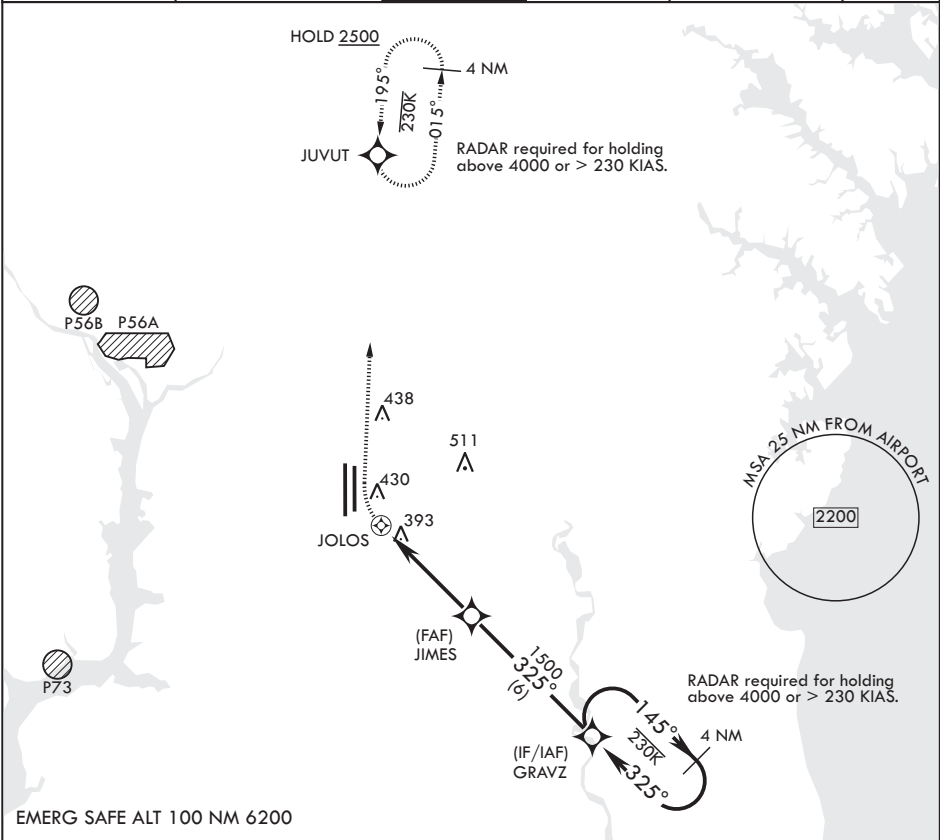 HOLD 2500
4 NM
195°
230K
015°
JUVUT
RADAR required for holding
above 4000 or > 230 KIAS.
P56B
P56A
438
511
430
393
JOLOS
MSA 25 NM FROM AIRPORT
2200
(FAF)
JIMES
1500
325°
(6)
P73
RADAR required for holding
above 4000 or > 230 KIAS.
145°
4 NM
230K
325°
(IF/IAF)
GRAVZ
EMERG SAFE ALT 100 NM 6200